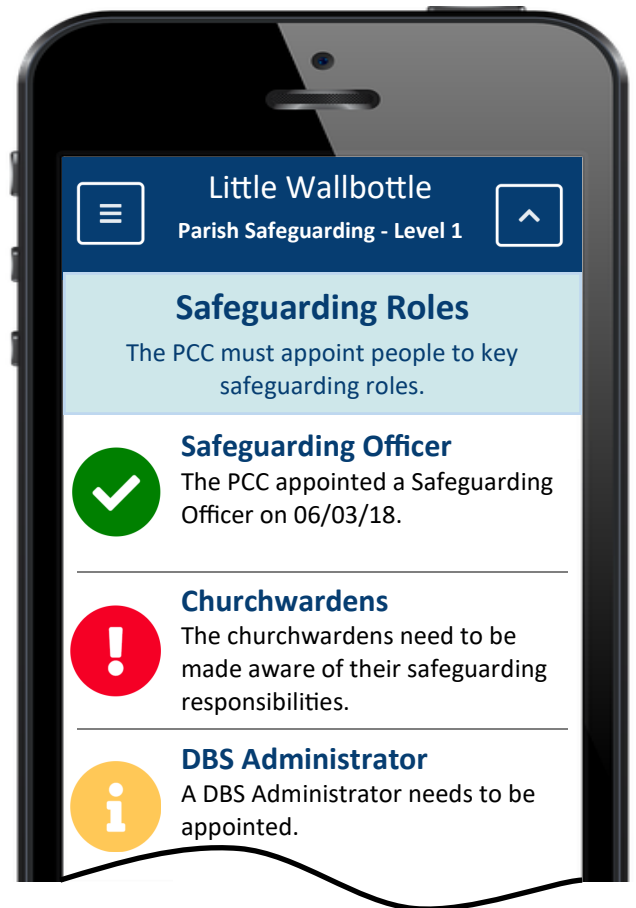 Little Wallbottle
Parish Safeguarding - Level 1
Safeguarding Roles
The PCC must appoint people to key
safeguarding roles.
Safeguarding Officer
The PCC appointed a Safeguarding
Officer on 06/03/18.
Churchwardens
The churchwardens need to be
made aware of their safeguarding
responsibilities.
DBS Administrator
A DBS Administrator needs to be
appointed.